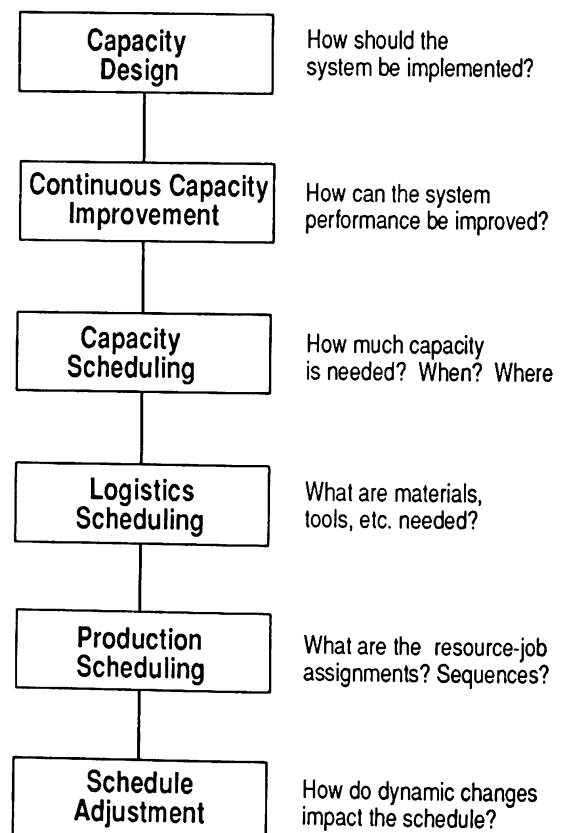 Capacity
Design
How should the
system be implemented?
Continuous Capacity
Improvement
How can the system
performance be improved?
Capacity
Scheduling
How much capacity
is needed? When? Where
Logistics
Scheduling
What are materials,
tools, etc. needed?
Production
Scheduling
What are the resource-job
assignments? Sequences?
Schedule
Adjustment
How do dynamic changes
impact the schedule?